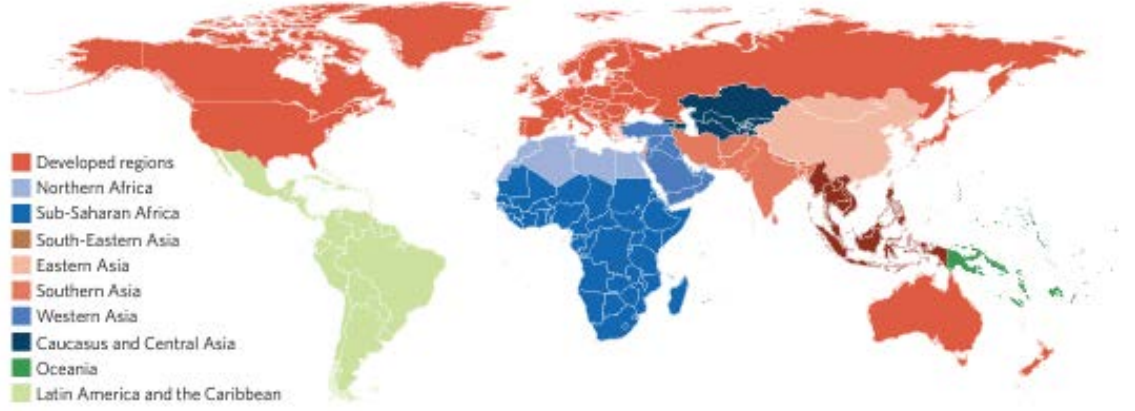 Developed regions
Northern Africa
Sub-Saharan Africa
South-Eastern Asia
Eastern Asia
Southern Asia
Western Asia
Caucasus and Central Asia
Oceania
Latin America and the Caribbean